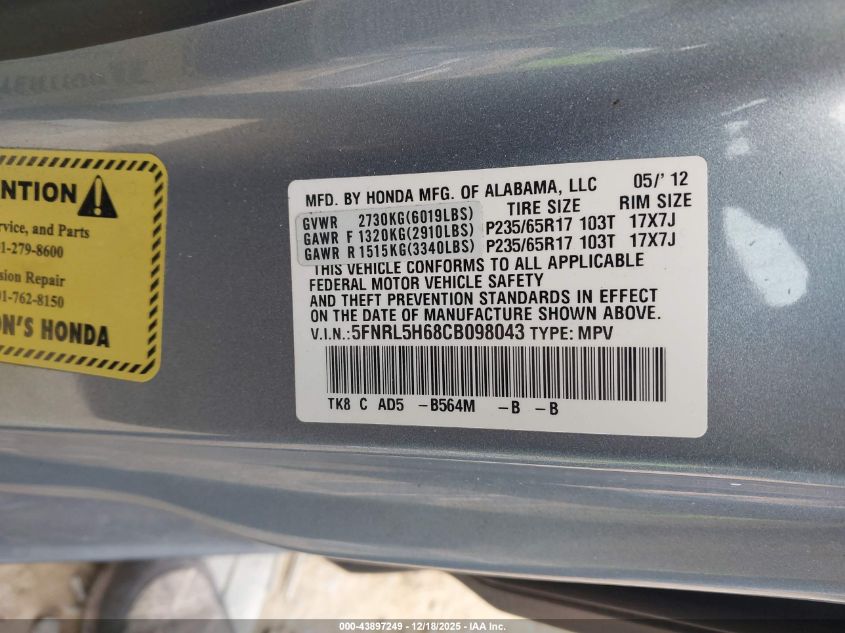 NTION
ervice, and Parts
1-279-8600
sion Repair
01-762-8150
ON'S HONDA
MFD. BY HONDA MFG. OF ALABAMA, LLC 05/'12
GVWR 2730KG(6019LBS) TIRE SIZE RIM SIZE
GAWR F 1320KG(2910LBS) P235/65R17 103T 17X7J
GAWR R 1515KG(3340LBS) P235/65R17 103T 17X7J
THIS VEHICLE CONFORMS TO ALL APPLICABLE
FEDERAL MOTOR VEHICLE SAFETY
AND THEFT PREVENTION STANDARDS IN EFFECT
ON THE DATE OF MANUFACTURE SHOWN ABOVE.
V.I.N.:5FNRL5H68CB098043 TYPE: MPV
TK8 C AD5 -B564M -B -B
000-43897249 | 12/18/2025 - IAA Inc.